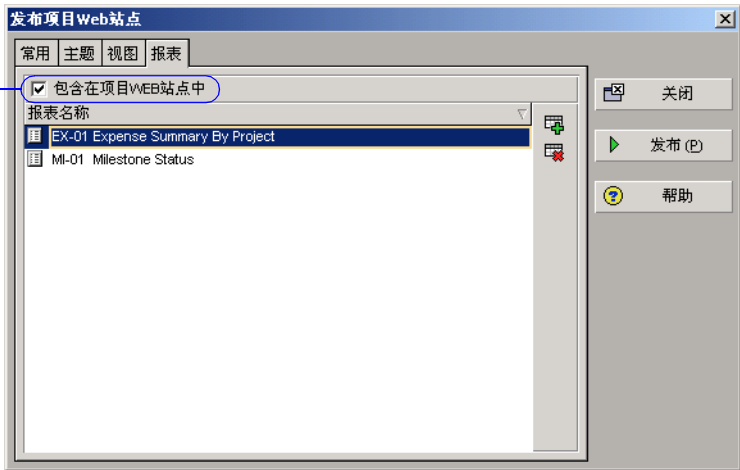 发布项目Web站点
常用 主题 视图 报表
包含在项目WEB站点中
报表名称
EX-01 Expense Summary By Project
MI-01 Milestone Status
关闭
发布(P)
帮助